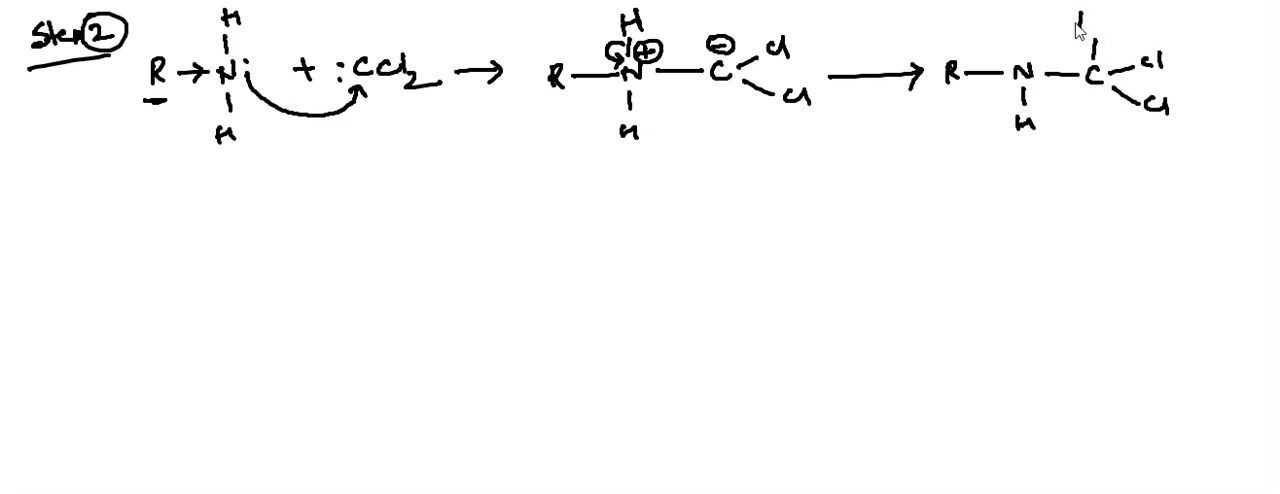 Step 2
H
R → N: + :CCl2 → R — N⊕ — C⊖ Cl Cl → R — N — C — Cl Cl
H H H H